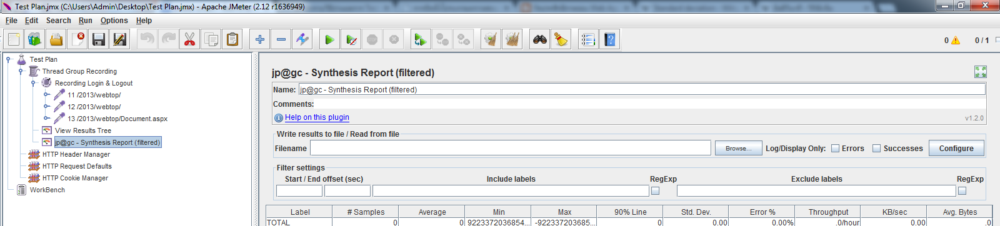 Test Plan.jmx (C:\Users\Admin\Desktop\Test Plan.jmx) - Apache JMeter (2.12 r1636949)
File Edit Search Run Options Help
0 0 / 1
Test Plan
Thread Group Recording
Recording Login & Logout
11 /2013/webtop/
12 /2013/webtop/
13 /2013/webtop/Document.aspx
View Results Tree
jp@gc - Synthesis Report (filtered)
HTTP Header Manager
HTTP Request Defaults
HTTP Cookie Manager
WorkBench
jp@gc - Synthesis Report (filtered)
Name: jp@gc - Synthesis Report (filtered)
Comments:
Help on this plugin v1.2.0
Write results to file / Read from file
Filename Browse... Log/Display Only: Errors Successes Configure
Filter settings
Start / End offset (sec) Include labels RegExp Exclude labels RegExp
Label # Samples Average Min Max 90% Line Std. Dev. Error % Throughput KB/sec Avg. Bytes
TOTAL 0 0 9223372036854... -922337203685... 0 0.00 0.00% .0/hour 0.00 .0